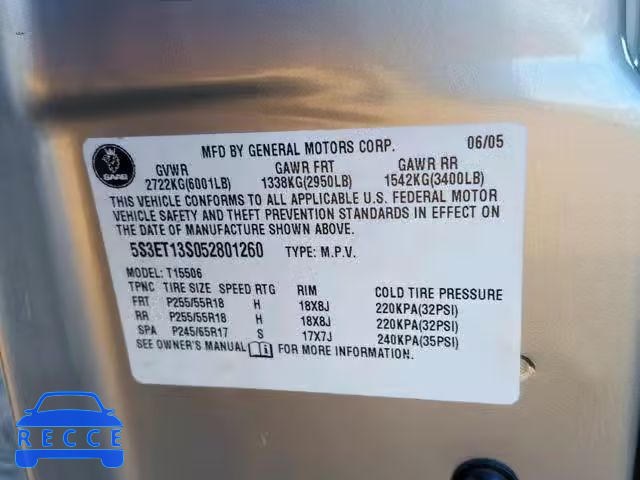 MFD BY GENERAL MOTORS CORP. 06/05
SAAB
GVWR GAWR FRT GAWR RR
2722KG(6001LB) 1338KG(2950LB) 1542KG(3400LB)
THIS VEHICLE CONFORMS TO ALL APPLICABLE U.S. FEDERAL MOTOR
VEHICLE SAFETY AND THEFT PREVENTION STANDARDS IN EFFECT ON
THE DATE OF MANUFACTURE SHOWN ABOVE.
5S3ET13S052801260 TYPE: M.P.V.
MODEL: T15506
TPNC TIRE SIZE SPEED RTG RIM COLD TIRE PRESSURE
FRT P255/55R18 H 18X8J 220KPA(32PSI)
RR P255/55R18 H 18X8J 220KPA(32PSI)
SPA P245/65R17 S 17X7J 240KPA(35PSI)
SEE OWNER'S MANUAL FOR MORE INFORMATION.
RECCE